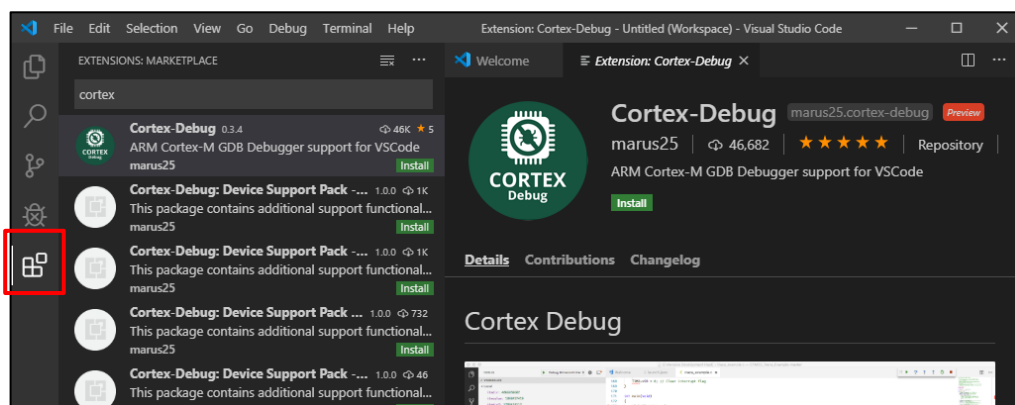 File Edit Selection View Go Debug Terminal Help
Extension: Cortex-Debug - Untitled (Workspace) - Visual Studio Code
EXTENSIONS: MARKETPLACE
cortex
Cortex-Debug 0.3.4 46K ★ 5
ARM Cortex-M GDB Debugger support for VSCode
marus25 Install
Cortex-Debug: Device Support Pack -... 1.0.0 1K
This package contains additional support functional...
marus25 Install
Cortex-Debug: Device Support Pack -... 1.0.0 1K
This package contains additional support functional...
marus25 Install
Cortex-Debug: Device Support Pack ... 1.0.0 732
This package contains additional support functional...
marus25 Install
Cortex-Debug: Device Support Pack -... 1.0.0 46
This package contains additional support functional...
Welcome
Extension: Cortex-Debug
CORTEX
Debug
Cortex-Debug marus25.cortex-debug Preview
marus25 | 46,682 | ★★★★★ | Repository |
ARM Cortex-M GDB Debugger support for VSCode
Install
Details Contributions Changelog
Cortex Debug